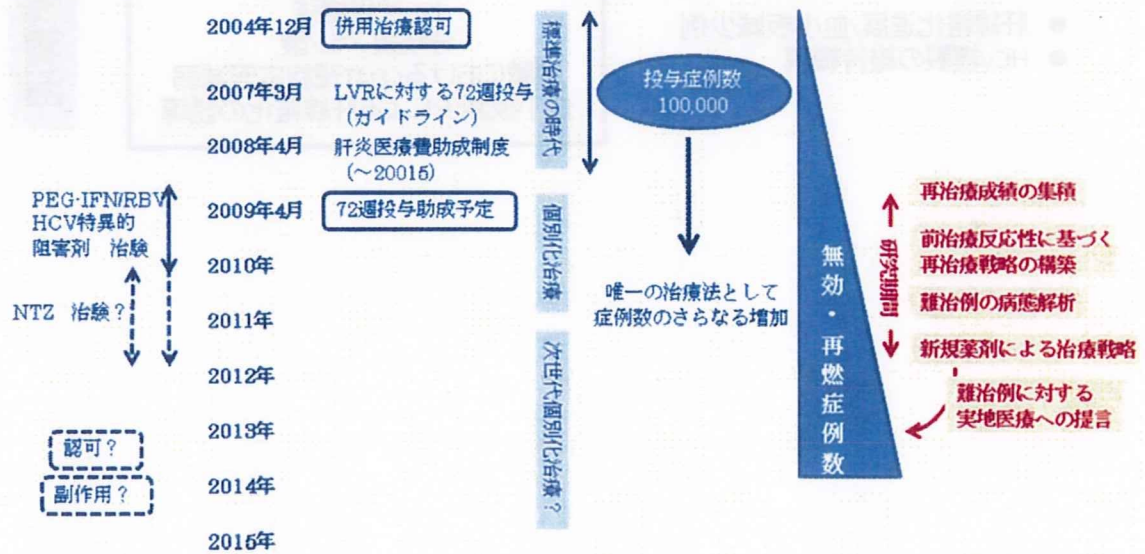 2004年12月 併用治療認可
2007年3月 LVRに対する72週投与
(ガイドライン)
2008年4月 肝炎医療費助成制度
(～20015)
2009年4月 72週投与助成予定
2010年
2011年
2012年
2013年
2014年
2015年
PEG-IFN/RBV
HCV特異的
阻害剤 治験
NTZ 治験？
認可？
副作用？
標準治療の時代
個別化治療
次世代個別化治療？
投与症例数
100,000
唯一の治療法として
症例数のさらなる増加
無効・再燃症例数
研究期間
再治療成績の集積
前治療反応性に基づく
再治療戦略の構築
難治例の病態解析
新規薬剤による治療戦略
難治例に対する
実地医療への提言